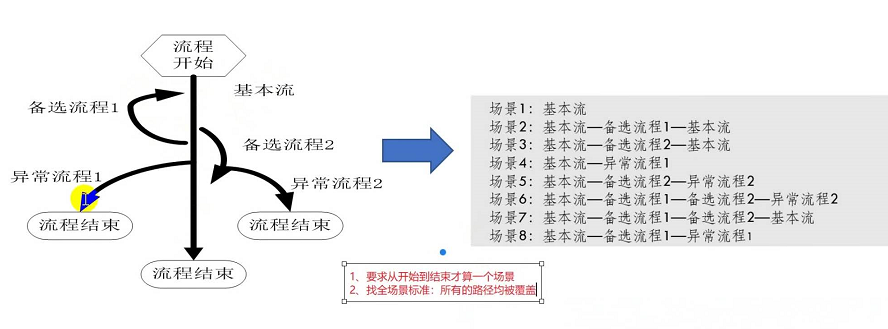 流程
开始
基本流
备选流程1
备选流程2
异常流程1
异常流程2
流程结束
流程结束
流程结束
场景1：基本流
场景2：基本流—备选流程1—基本流
场景3：基本流—备选流程2—基本流
场景4：基本流—异常流程1
场景5：基本流—备选流程2—异常流程2
场景6：基本流—备选流程1—备选流程2—异常流程2
场景7：基本流—备选流程1—备选流程2—基本流
场景8：基本流—备选流程1—异常流程1
1、要求从开始到结束才算一个场景
2、找全场景标准：所有的路径均被覆盖